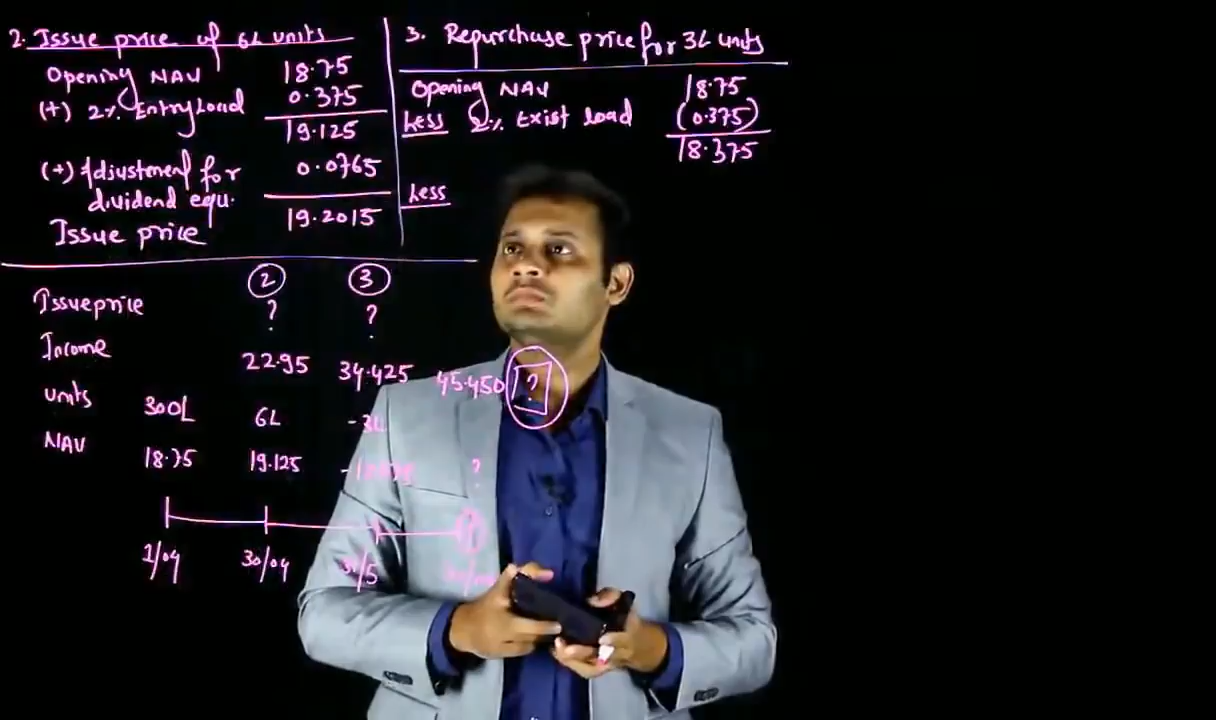 2. Issue price of 6L units
Opening NAV 18.75
(+) 2% Entry Load 0.375
19.125
(+) Adjustment for 0.0765
dividend equ.
Issue price 19.2015
3. Repurchase price for 3L units
Opening NAV 18.75
Less 2% Exist load (0.375)
18.375
Less
2 3
Issue price ? ?
Income 22.95 34.425 45.450 ?
units 300L 6L -3L
NAV 18.75 19.125 ?
1/04 30/04 31/5